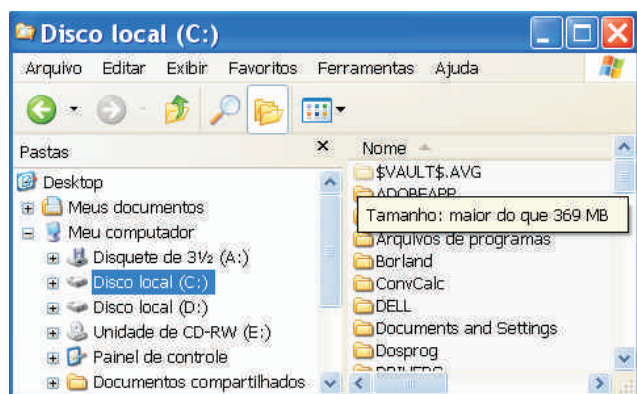 Disco local (C:)
Arquivo Editar Exibir Favoritos Ferramentas Ajuda
Pastas
Nome
Desktop
Meus documentos
Meu computador
Disquete de 3½ (A:)
Disco local (C:)
Disco local (D:)
Unidade de CD-RW (E:)
Painel de controle
Documentos compartilhados
$VAULT$.AVG
ADOBEAPP
Tamanho: maior do que 369 MB
Arquivos de programas
Borland
ConvCalc
DELL
Documents and Settings
Dosprog
DRIVERS